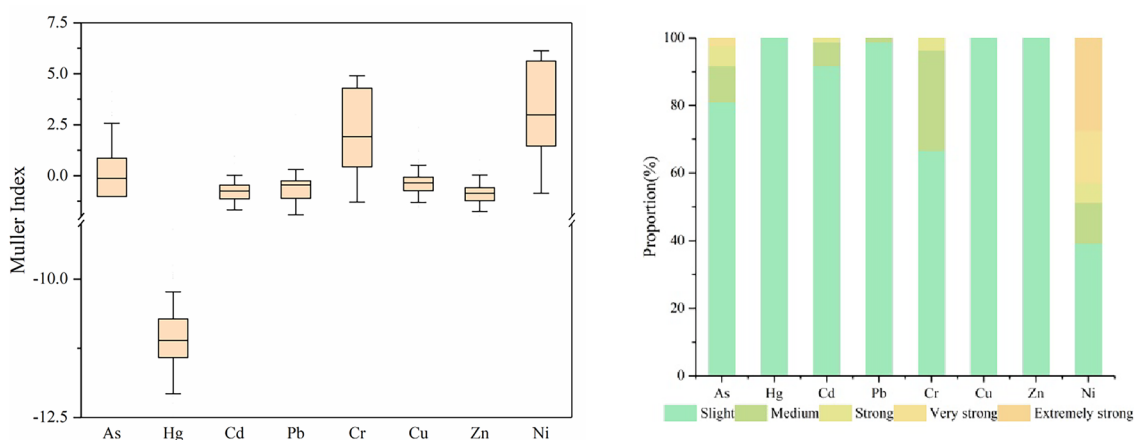 Muller Index
7.5
5.0
2.5
0.0
-10.0
-12.5
As Hg Cd Pb Cr Cu Zn Ni
Proportion(%)
100
80
60
40
20
0
As Hg Cd Pb Cr Cu Zn Ni
Slight Medium Strong Very strong Extremely strong